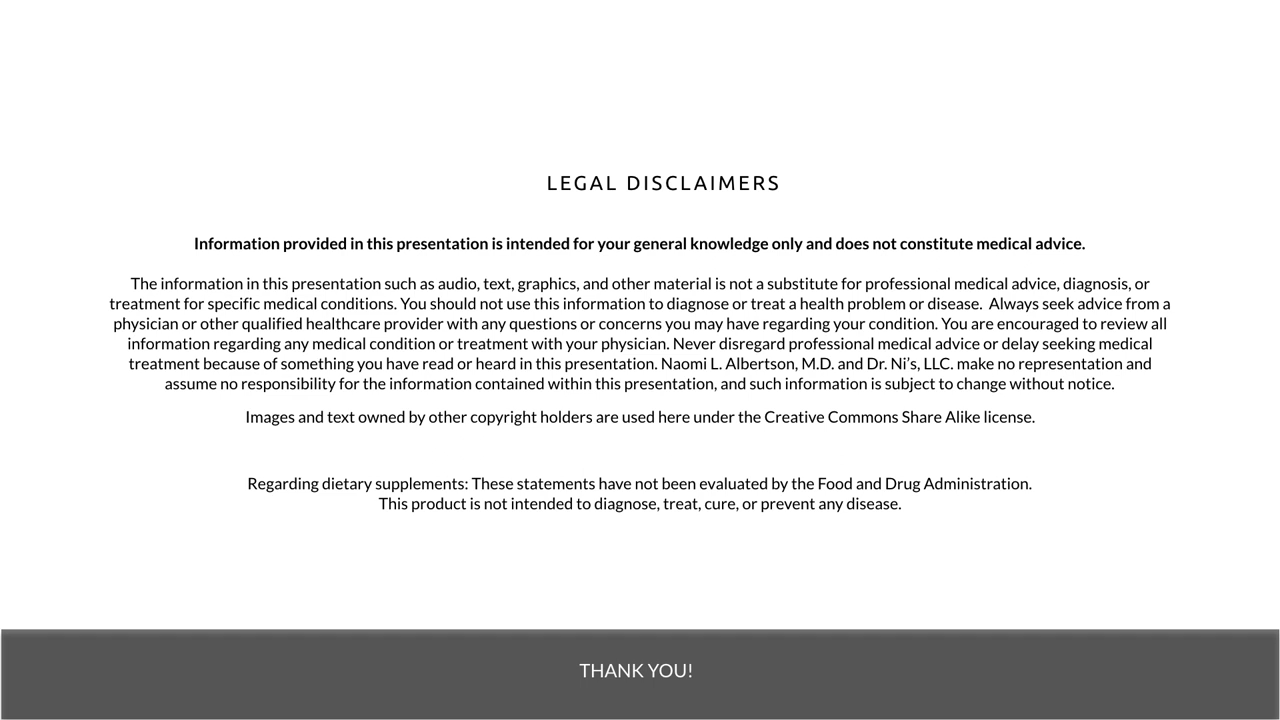 LEGAL DISCLAIMERS
Information provided in this presentation is intended for your general knowledge only and does not constitute medical advice.
The information in this presentation such as audio, text, graphics, and other material is not a substitute for professional medical advice, diagnosis, or
treatment for specific medical conditions. You should not use this information to diagnose or treat a health problem or disease.  Always seek advice from a
physician or other qualified healthcare provider with any questions or concerns you may have regarding your condition. You are encouraged to review all
information regarding any medical condition or treatment with your physician. Never disregard professional medical advice or delay seeking medical
treatment because of something you have read or heard in this presentation. Naomi L. Albertson, M.D. and Dr. Ni’s, LLC. make no representation and
assume no responsibility for the information contained within this presentation, and such information is subject to change without notice.
Images and text owned by other copyright holders are used here under the Creative Commons Share Alike license.
Regarding dietary supplements: These statements have not been evaluated by the Food and Drug Administration.
This product is not intended to diagnose, treat, cure, or prevent any disease.
THANK YOU!